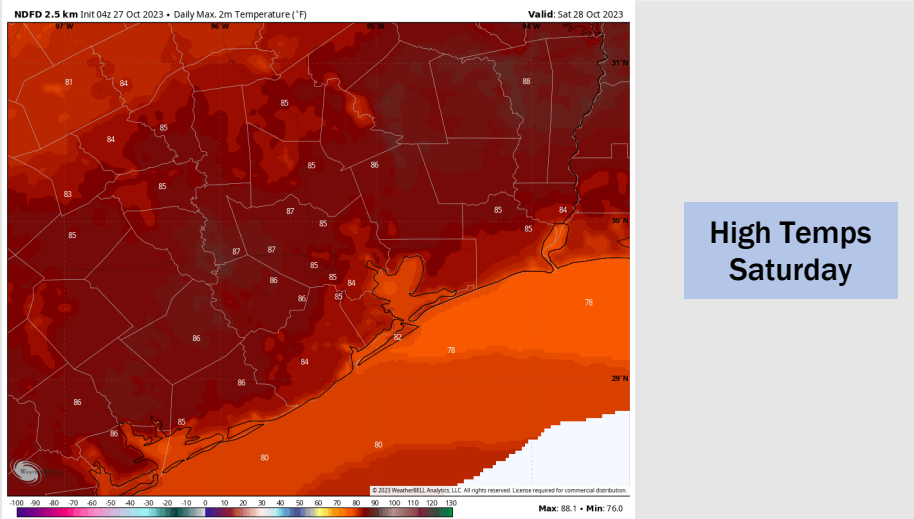 NDFD 2.5 km Init 04z 27 Oct 2023 • Daily Max. 2m Temperature (°F)
Valid: Sat 28 Oct 2023
97°W 96°W 95°W 94°W
31°N
81 84 88
85
85
84
85 86
85
83
87 85 84
30°N
85 85 85
87 87
85
86 85 84
86 85
78
86 82
78
84
29°N
86
86
85
86
80
80
© 2023 WeatherBELL Analytics, LLC. All rights reserved. License required for commercial distribution.
-100 -90 -80 -70 -60 -50 -40 -30 -20 -10 0 10 20 30 40 50 60 70 80 90 100 110 120 130
Max: 88.1 • Min: 76.0
High Temps
Saturday